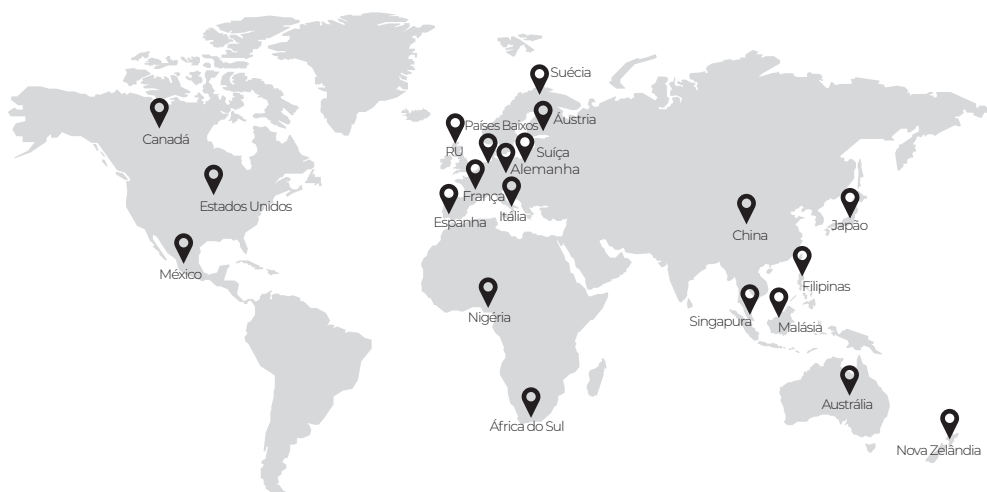 Suécia
Canadá
Países Baixos
Áustria
RU
Suíça
Alemanha
França
Estados Unidos
Itália
Espanha
Japão
China
México
Filipinas
Nigéria
Singapura
Malásia
Austrália
África do Sul
Nova Zelândia